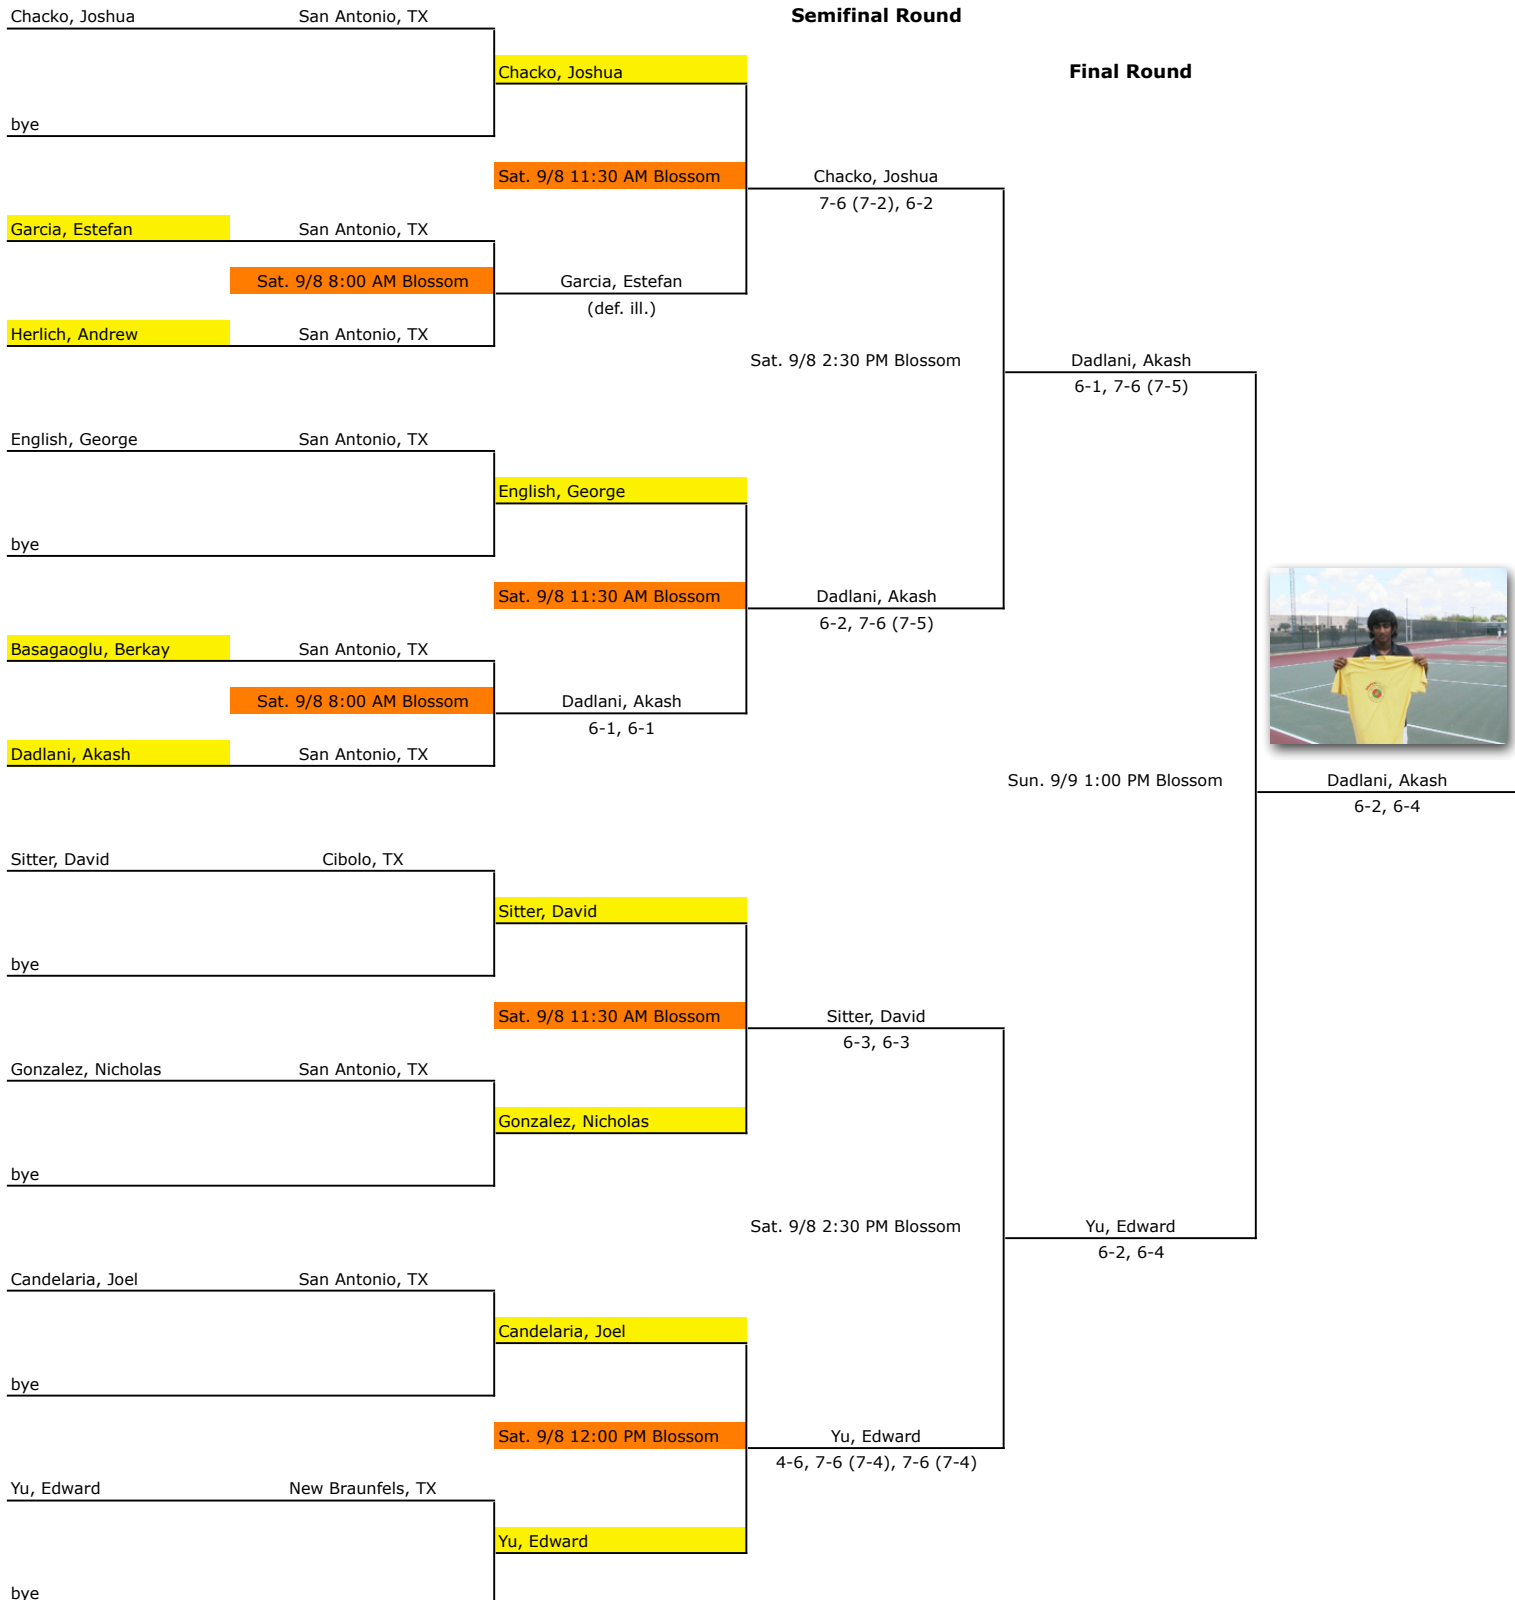 Chacko, Joshua San Antonio, TX Semifinal Round
Chacko, Joshua Final Round
bye
Sat. 9/8 11:30 AM Blossom Chacko, Joshua
7-6 (7-2), 6-2
Garcia, Estefan San Antonio, TX
Sat. 9/8 8:00 AM Blossom Garcia, Estefan
(def. ill.)
Herlich, Andrew San Antonio, TX
Sat. 9/8 2:30 PM Blossom Dadlani, Akash
6-1, 7-6 (7-5)
English, George San Antonio, TX
English, George
bye
Sat. 9/8 11:30 AM Blossom Dadlani, Akash
6-2, 7-6 (7-5)
Basagaoglu, Berkay San Antonio, TX
Sat. 9/8 8:00 AM Blossom Dadlani, Akash
6-1, 6-1
Dadlani, Akash San Antonio, TX
Sun. 9/9 1:00 PM Blossom Dadlani, Akash
6-2, 6-4
Sitter, David Cibolo, TX
Sitter, David
bye
Sat. 9/8 11:30 AM Blossom Sitter, David
6-3, 6-3
Gonzalez, Nicholas San Antonio, TX
Gonzalez, Nicholas
bye
Sat. 9/8 2:30 PM Blossom Yu, Edward
6-2, 6-4
Candelaria, Joel San Antonio, TX
Candelaria, Joel
bye
Sat. 9/8 12:00 PM Blossom Yu, Edward
4-6, 7-6 (7-4), 7-6 (7-4)
Yu, Edward New Braunfels, TX
Yu, Edward
bye